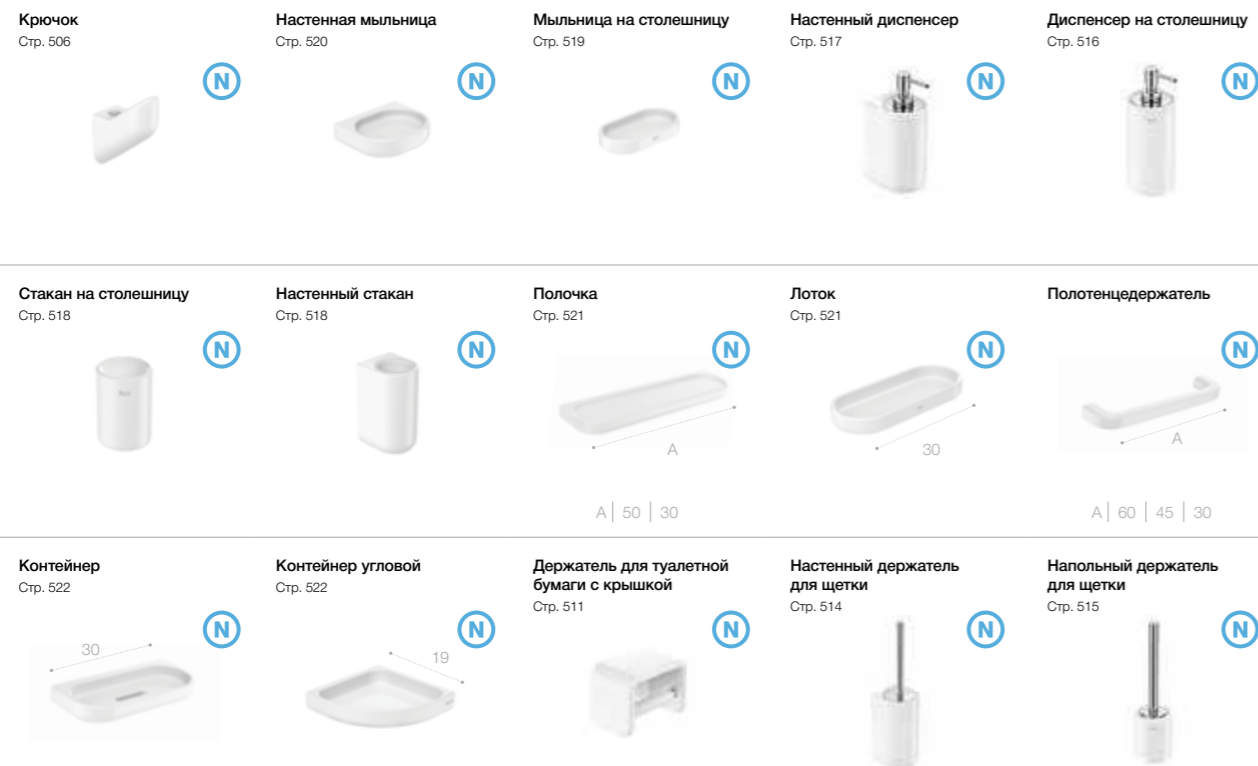 Крючок
Стр. 506
N
Настенная мыльница
Стр. 520
N
Мыльница на столешницу
Стр. 519
N
Настенный диспенсер
Стр. 517
N
Диспенсер на столешницу
Стр. 516
N
Стакан на столешницу
Стр. 518
N
Настенный стакан
Стр. 518
N
Полочка
Стр. 521
N
A
A | 50 | 30
Лоток
Стр. 521
N
30
Полотенцедержатель
N
A
A | 60 | 45 | 30
Контейнер
Стр. 522
N
30
Контейнер угловой
Стр. 522
N
19
Держатель для туалетной
бумаги с крышкой
Стр. 511
N
Настенный держатель
для щетки
Стр. 514
N
Напольный держатель
для щетки
Стр. 515
N